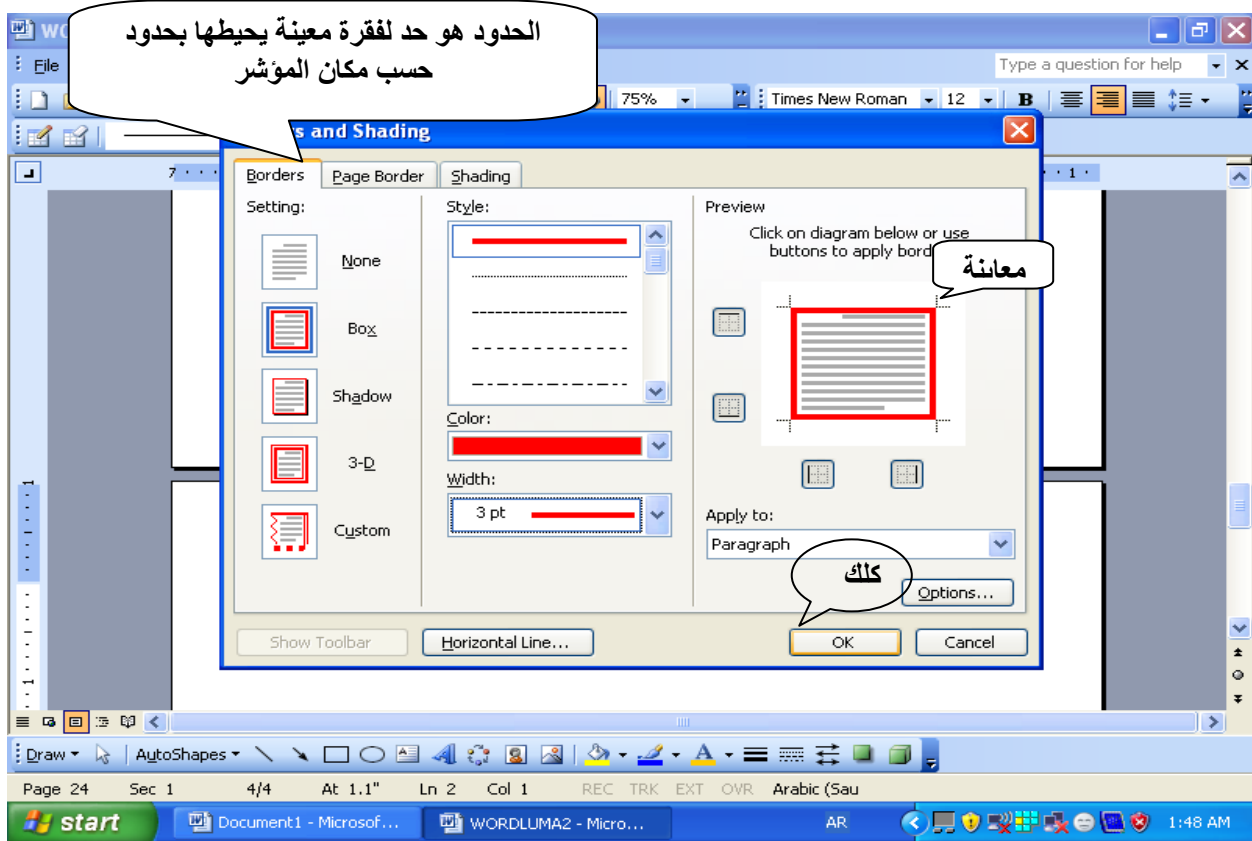 الحدود هو حد لفقرة معينة يحيطها بحدود
حسب مكان المؤشر
File
Type a question for help
75%
Times New Roman
12
B
and Shading
7
1
Borders
Page Border
Shading
Setting:
None
Box
Shadow
3-D
Custom
Style:
Color:
Width:
3 pt
Preview
Click on diagram below or use
buttons to apply bord
معاينة
Apply to:
Paragraph
كلك
Options...
Show Toolbar
Horizontal Line...
OK
Cancel
Draw
AutoShapes
Page 24
Sec 1
4/4
At 1.1"
Ln 2
Col 1
REC
TRK
EXT
OVR
Arabic (Sau
start
Document1 - Microsof...
WORDLUMA2 - Micro...
AR
1:48 AM